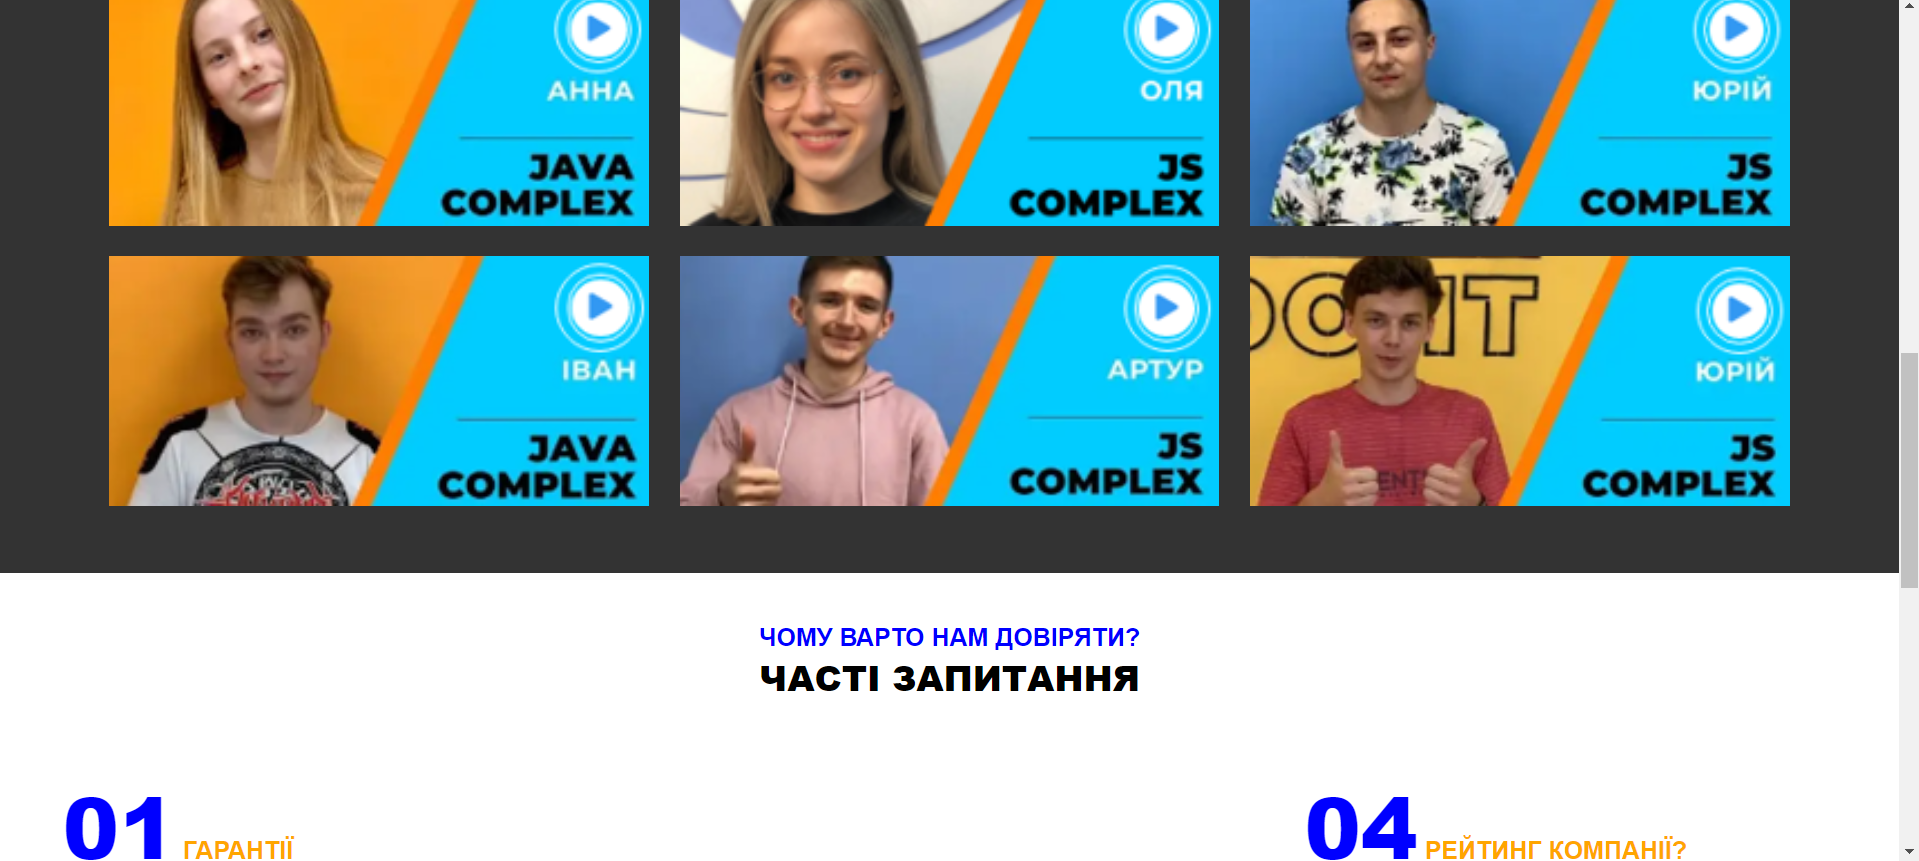 АННА
JAVA
COMPLEX
ОЛЯ
JS
COMPLEX
ЮРІЙ
JS
COMPLEX
ІВАН
JAVA
COMPLEX
АРТУР
JS
COMPLEX
ЮРІЙ
JS
COMPLEX
ЧОМУ ВАРТО НАМ ДОВІРЯТИ?
ЧАСТІ ЗАПИТАННЯ
01 ГАРАНТІЇ
04 РЕЙТИНГ КОМПАНІЇ?